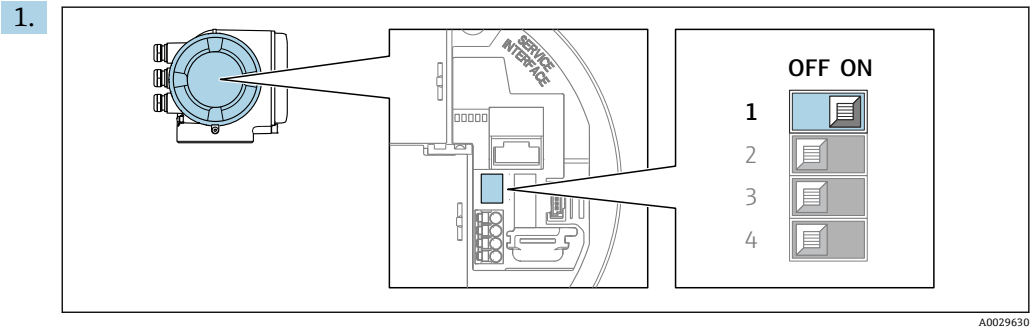 1.
SERVICE
INTERFACE
OFF ON
1
2
3
4
A0029630